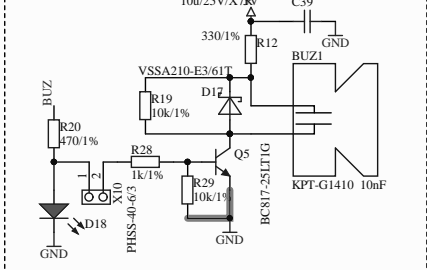 10u/25V/X7R
C39
330/1%
R12
GND
BUZ1
VSSA210-E3/61T
D17
R19
10k/1%
BUZ
R20
470/1%
R28
1k/1%
Q5
BC817-25LT1G
KPT-G1410 10nF
1
2
X10
PHSS-40-6/3
R29
10k/1%
D18
GND
GND